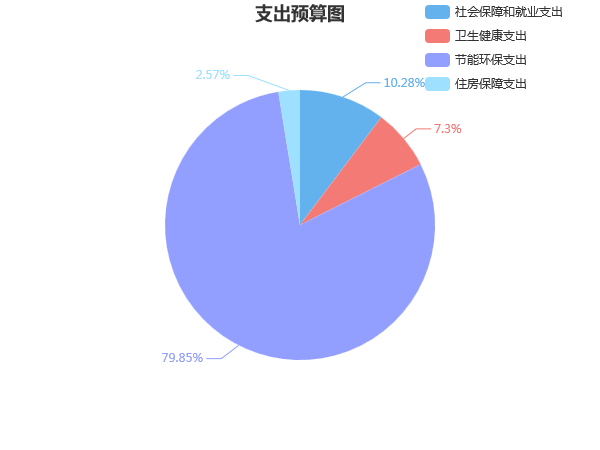 支出预算图
社会保障和就业支出
卫生健康支出
节能环保支出
住房保障支出
2.57%
10.28%
7.3%
79.85%